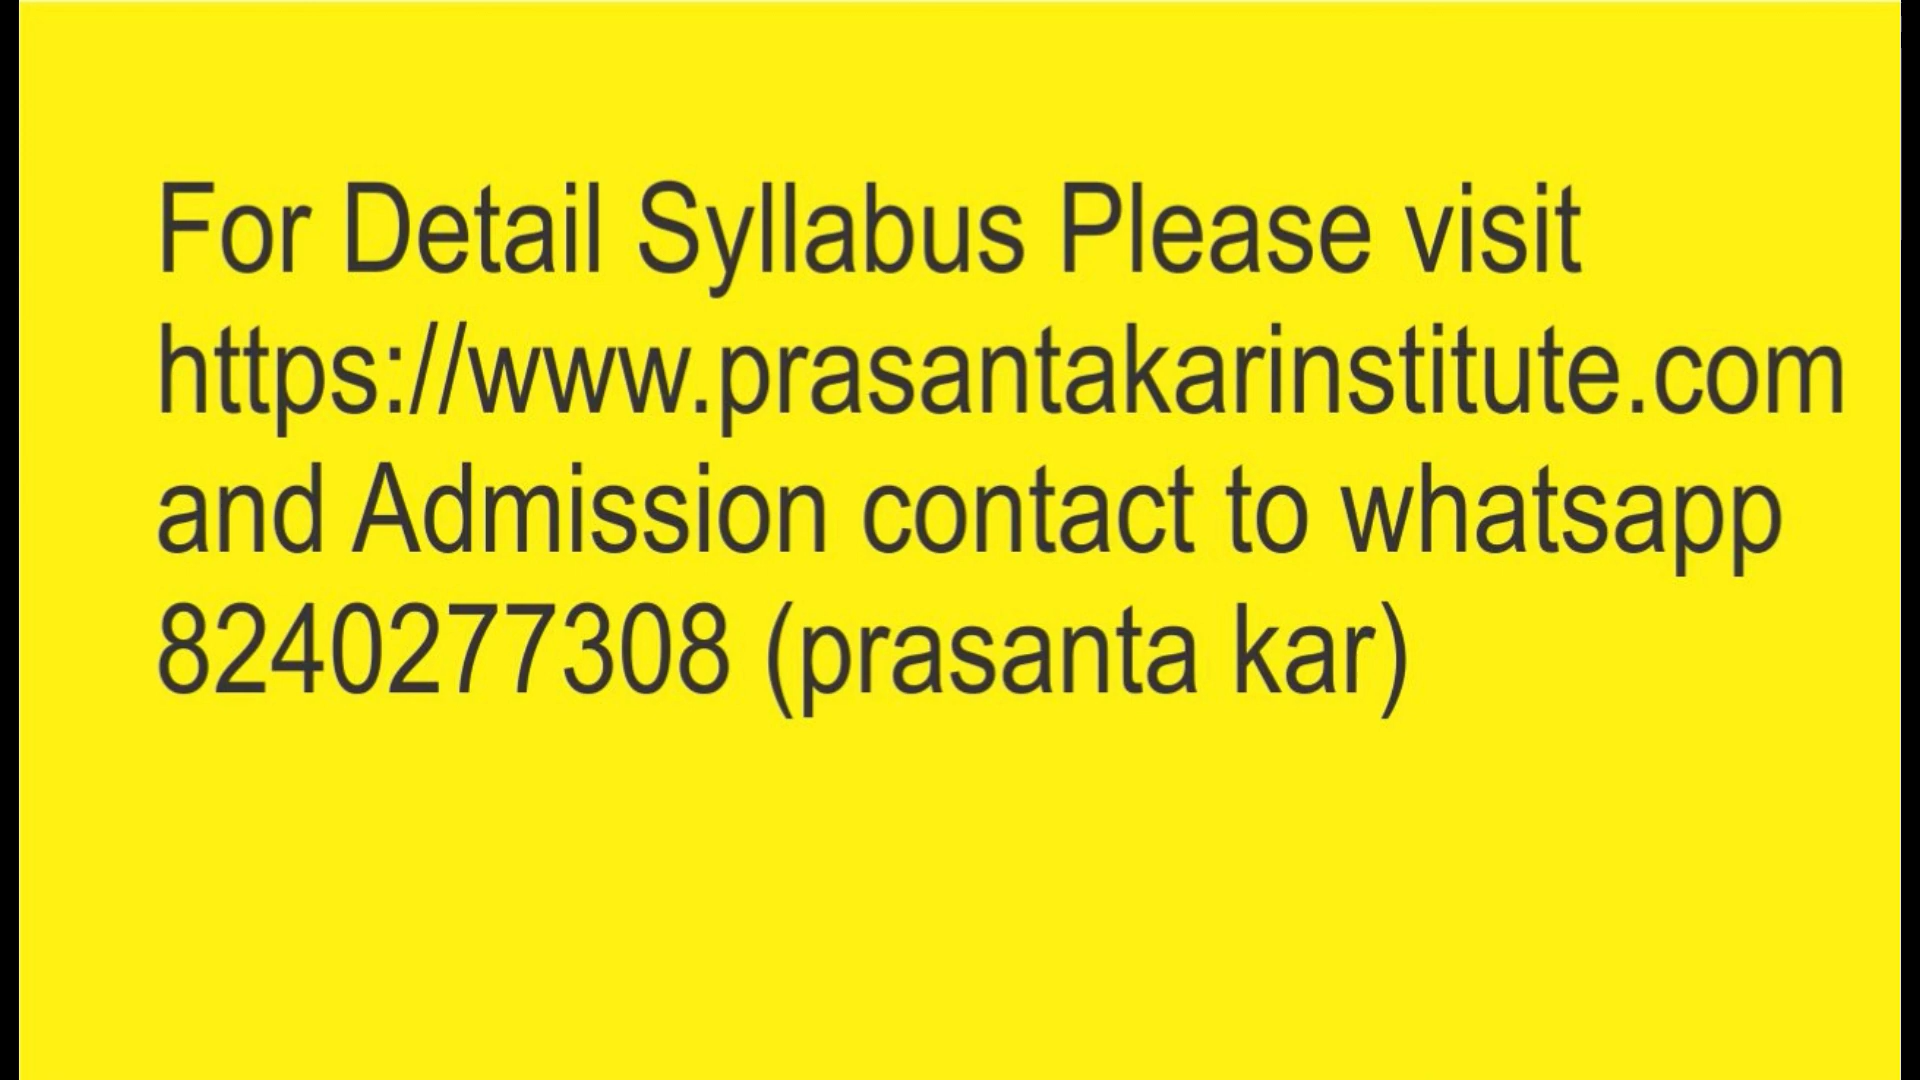 For Detail Syllabus Please visit
https://www.prasantakarinstitute.com
and Admission contact to whatsapp
8240277308 (prasanta kar)